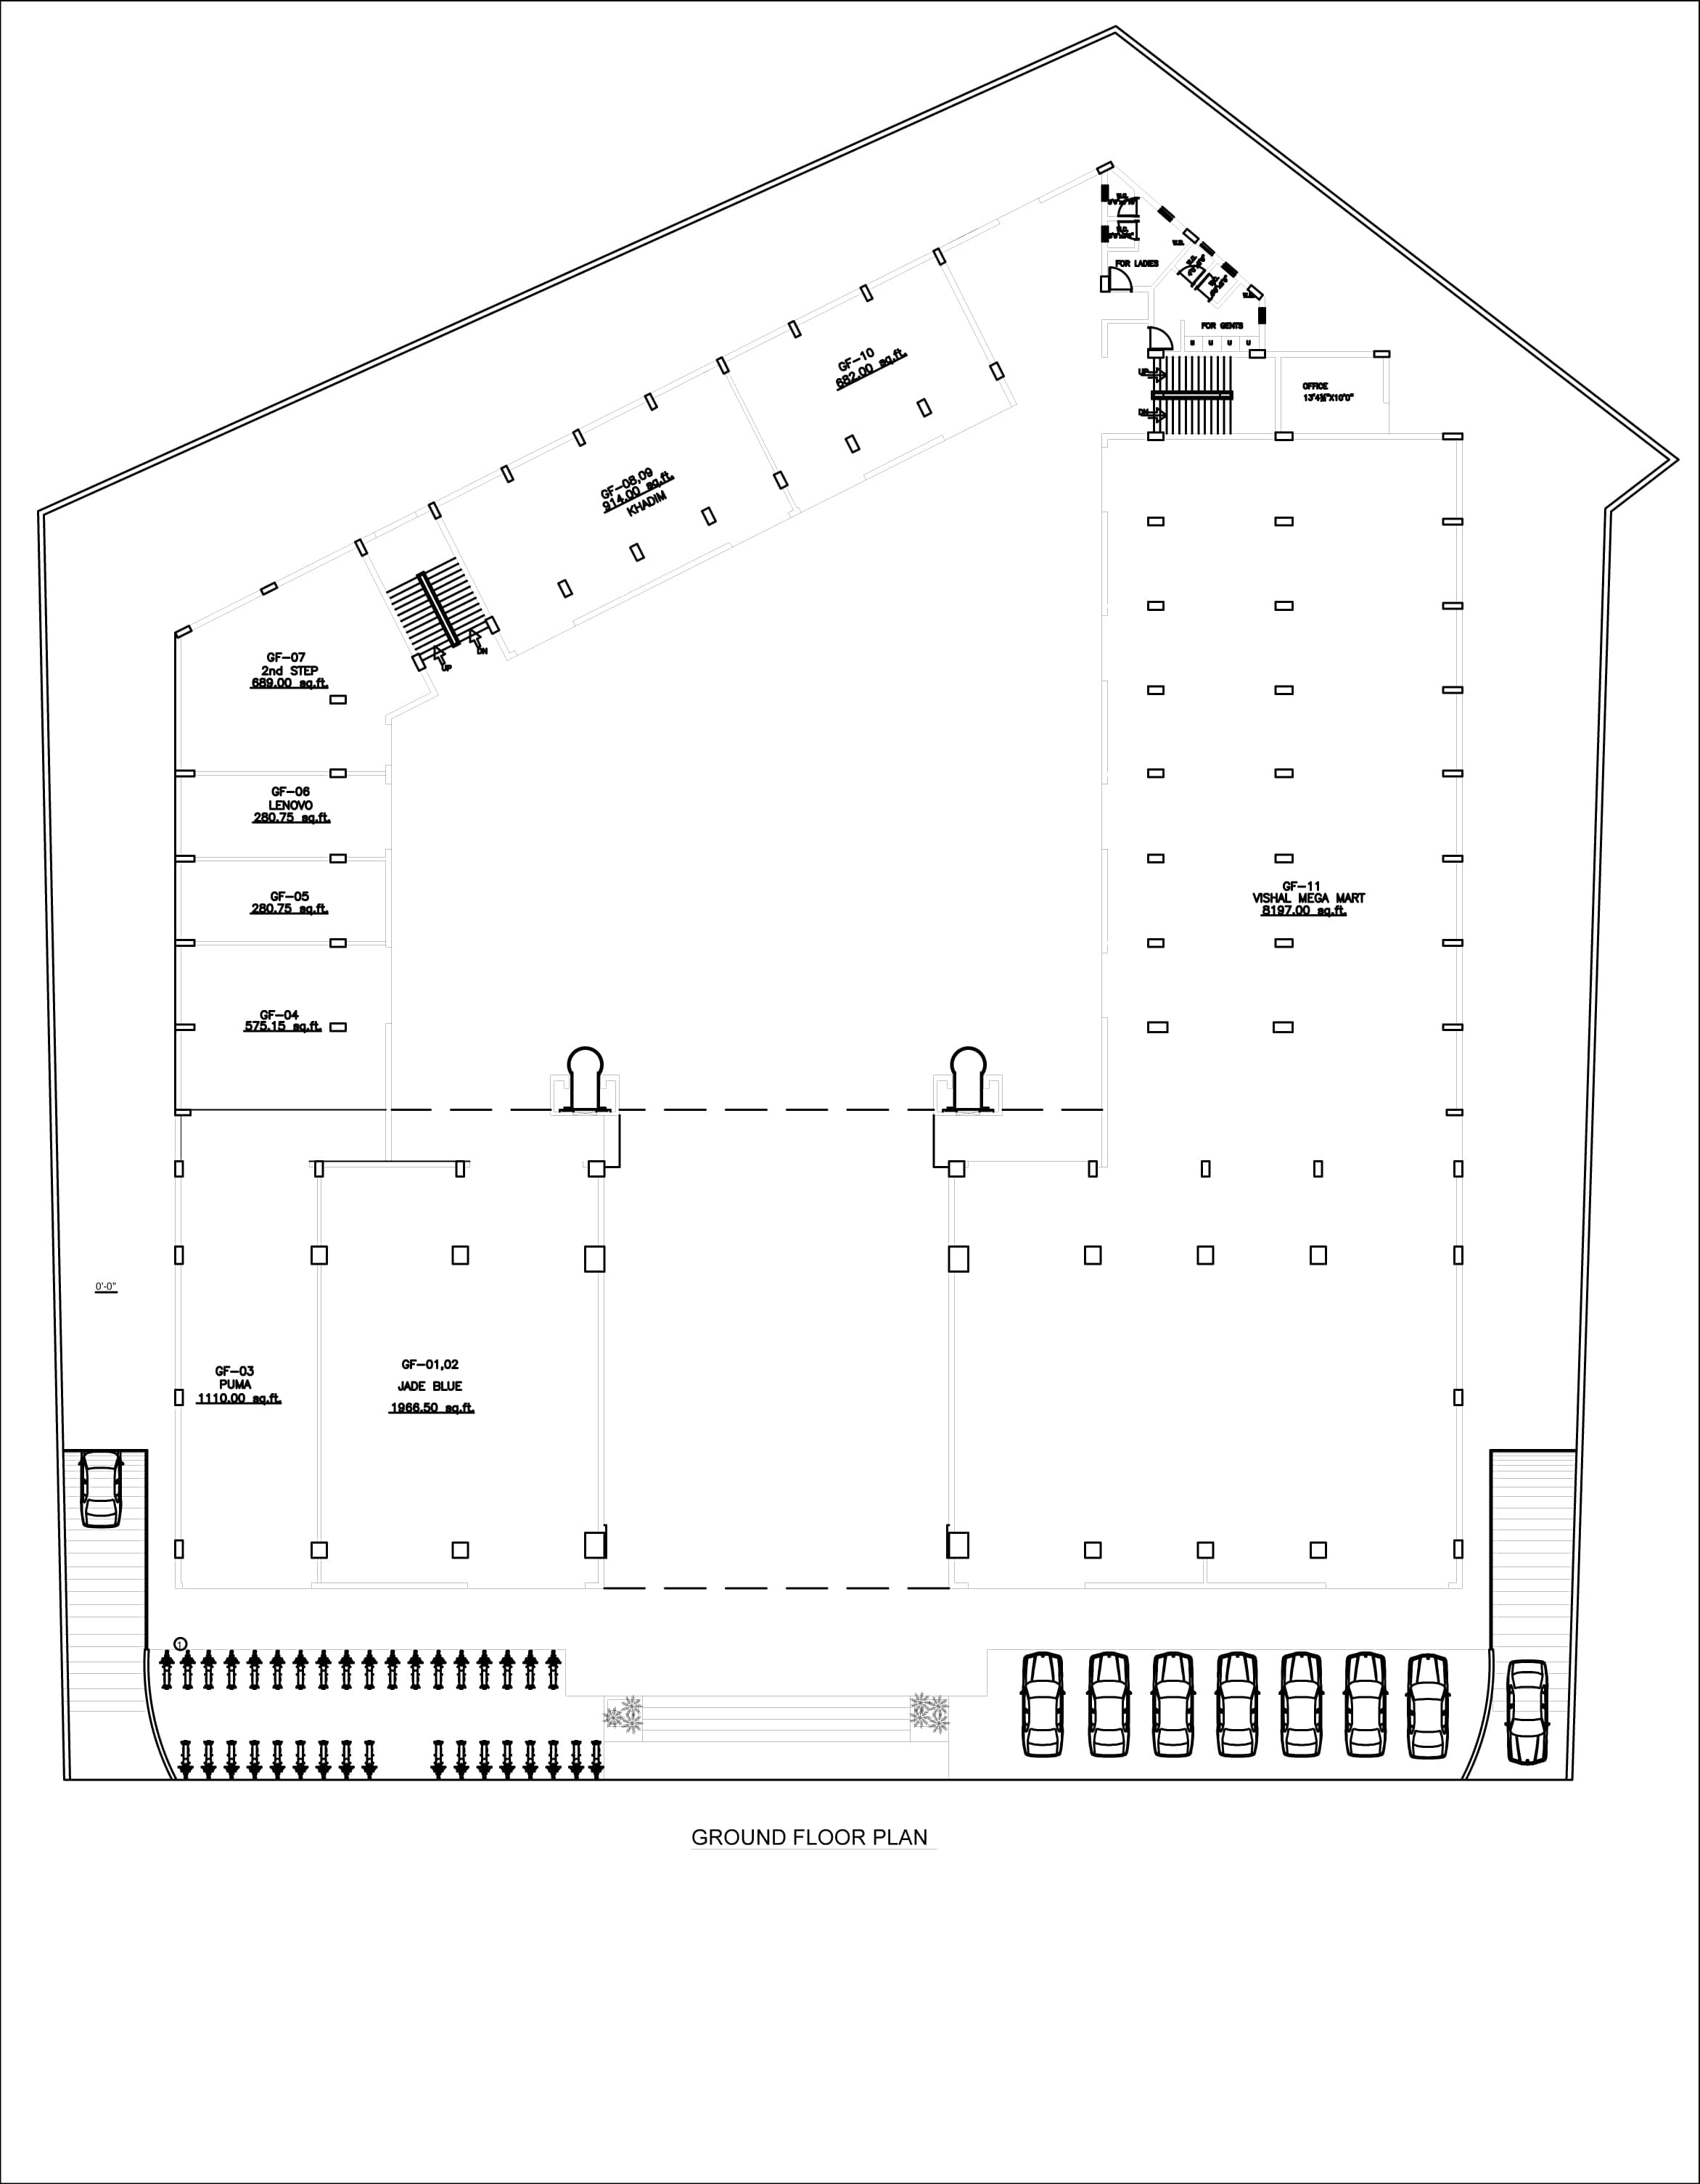 FOR LADIES
FOR GENTS
W.B.
W.B.
U U U
UP
DN
OFFICE
13'4½"X10'0"
GF-10
682.00 sq.ft.
GF-08,09
914.00 sq.ft.
KHADIM
UP
DN
GF-07
2nd STEP
689.00 sq.ft.
GF-06
LENOVO
280.75 sq.ft.
GF-05
280.75 sq.ft.
GF-11
VISHAL MEGA MART
8197.00 sq.ft.
GF-04
575.15 sq.ft.
0'-0"
GF-03
PUMA
1110.00 sq.ft.
GF-01,02
JADE BLUE
1966.50 sq.ft.
1
GROUND FLOOR PLAN